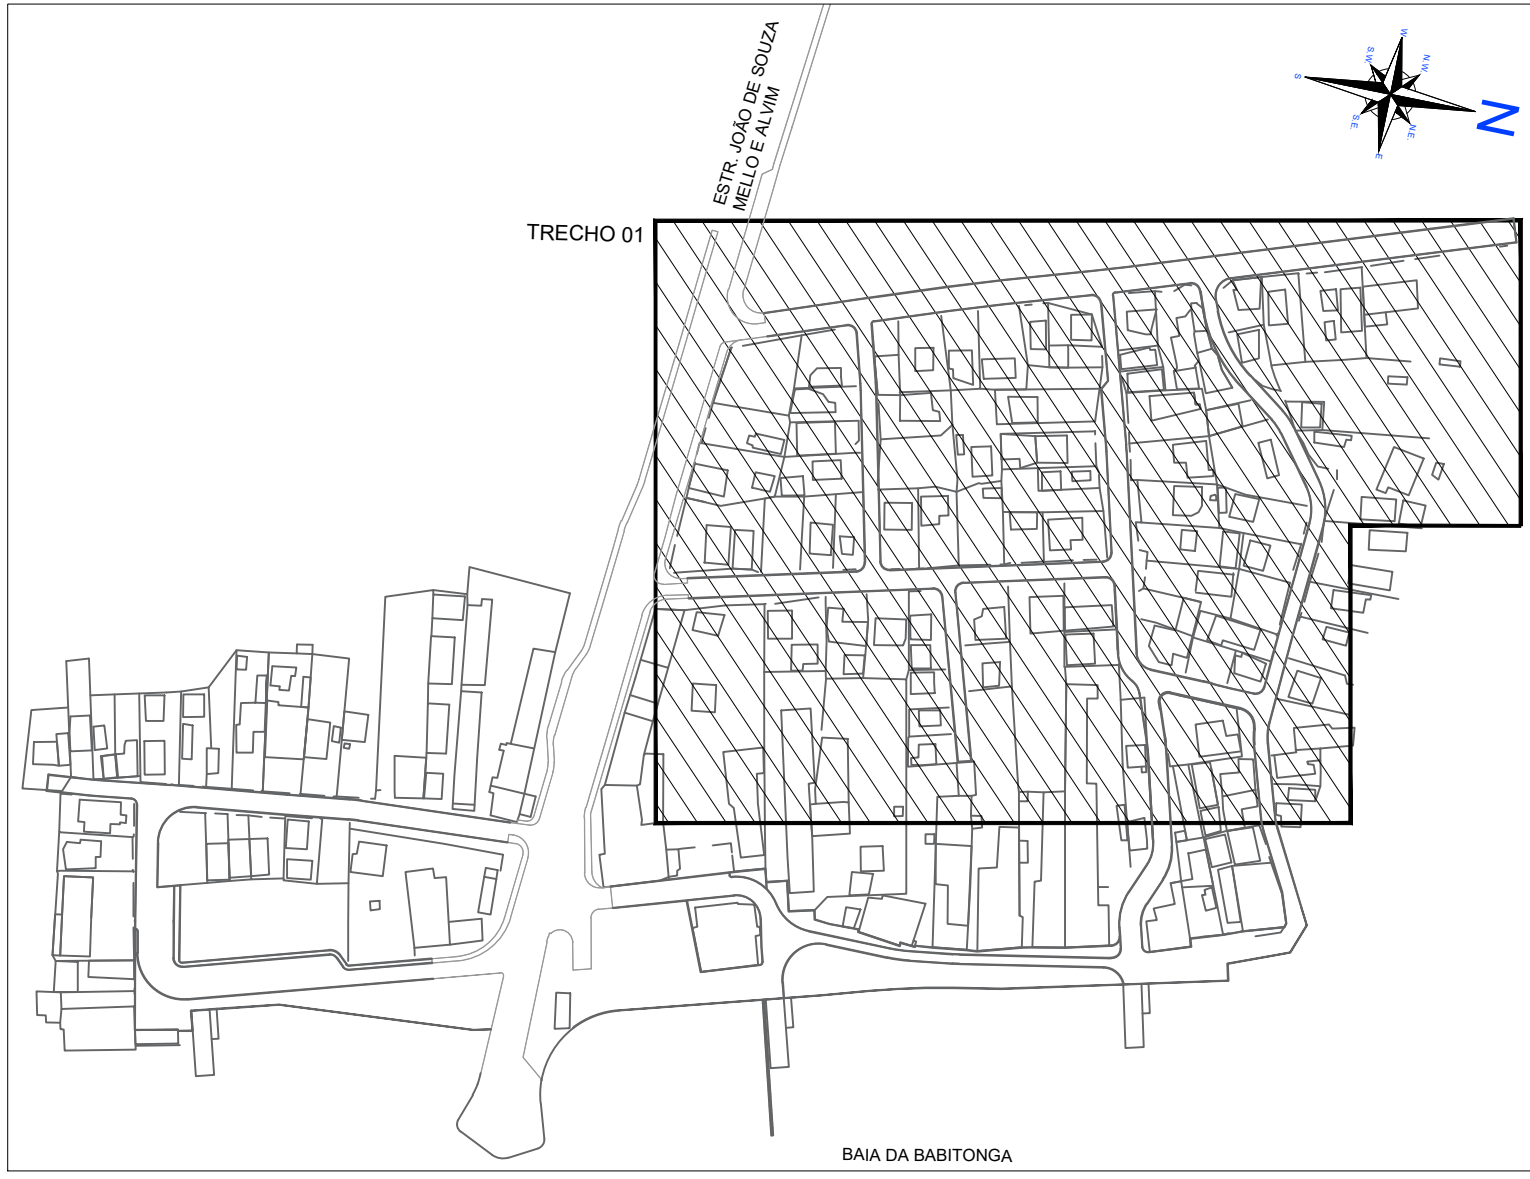 ESTR. JOÃO DE SOUZA
MELLO E ALVIM
TRECHO 01
W
S.W.
N.W.
S
N
S.E.
N.E.
E
BAIA DA BABITONGA